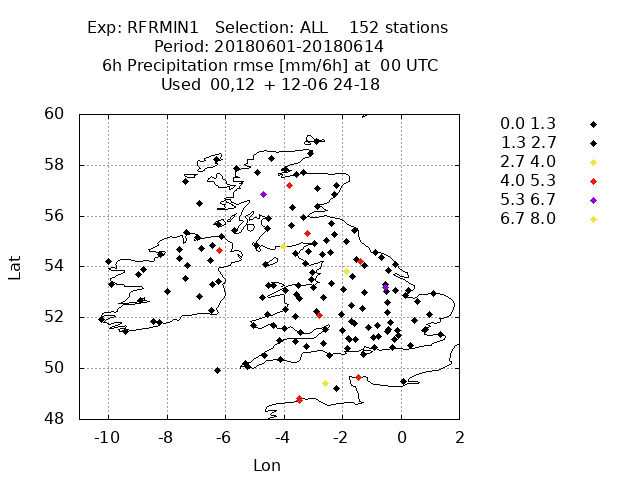 Exp: RFRMIN1 Selection: ALL 152 stations
Period: 20180601-20180614
6h Precipitation rmse [mm/6h] at 00 UTC
Used 00,12 + 12-06 24-18
60
58
56
54
52
50
48
Lat
-10 -8 -6 -4 -2 0 2
Lon
0.0 1.3
1.3 2.7
2.7 4.0
4.0 5.3
5.3 6.7
6.7 8.0